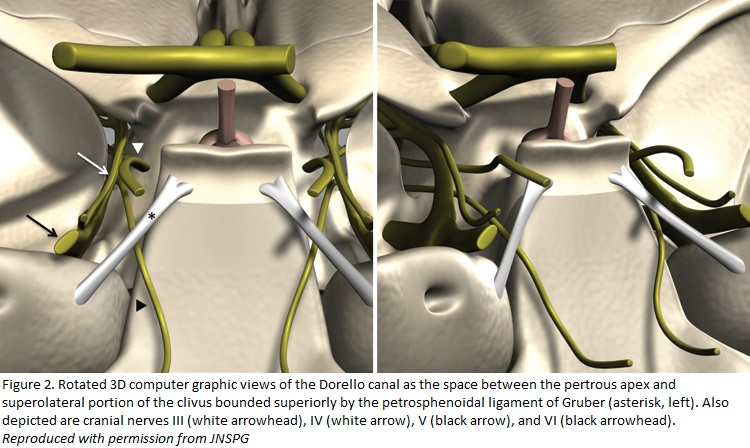 *
Figure 2. Rotated 3D computer graphic views of the Dorello canal as the space between the pertrous apex and
superolateral portion of the clivus bounded superiorly by the petrosphenoidal ligament of Gruber (asterisk, left). Also
depicted are cranial nerves III (white arrowhead), IV (white arrow), V (black arrow), and VI (black arrowhead).
Reproduced with permission from JNSPG